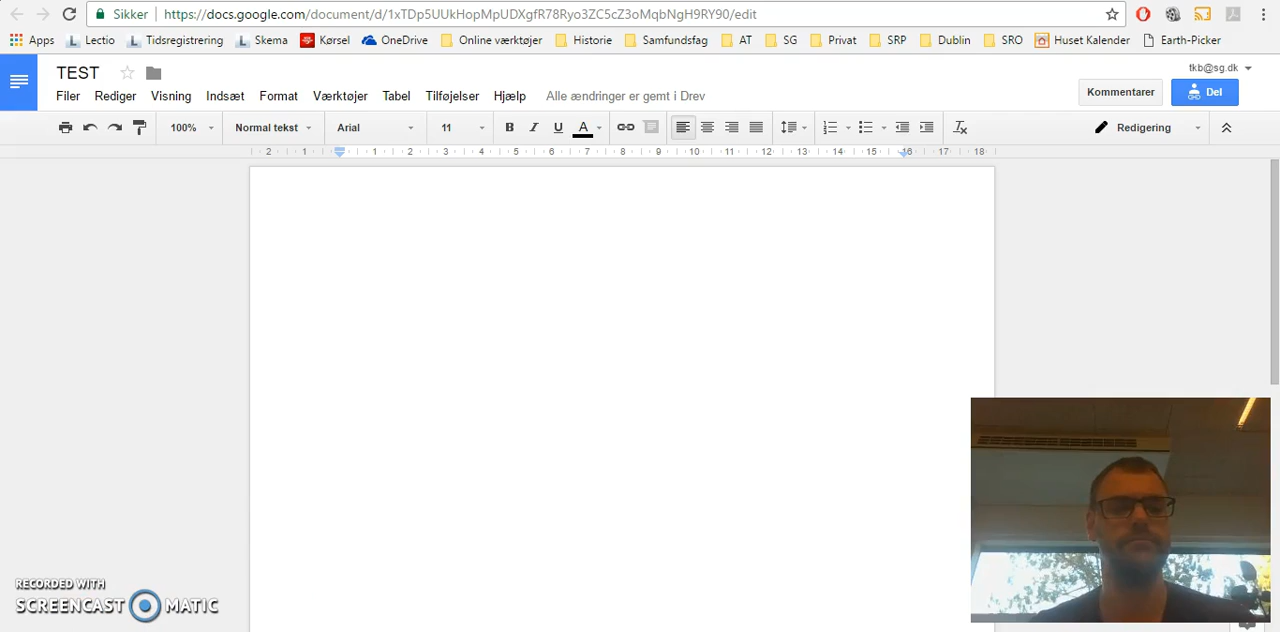 Sikker https://docs.google.com/document/d/1xTDp5UUkHopMpUDXgfR78Ryo3ZC5cZ3oMqbNgH9RY90/edit
Apps Lectio Tidsregistrering Skema Kørsel OneDrive Online værktøjer Historie Samfundsfag AT SG Privat SRP Dublin SRO Huset Kalender Earth-Picker
TEST
tkb@sg.dk
Filer Rediger Visning Indsæt Format Værktøjer Tabel Tilføjelser Hjælp Alle ændringer er gemt i Drev
Kommentarer Del
100% Normal tekst Arial 11 B I U A Redigering
2 1 1 2 3 4 5 6 7 8 9 10 11 12 13 14 15 16 17 18
RECORDED WITH
SCREENCAST MATIC